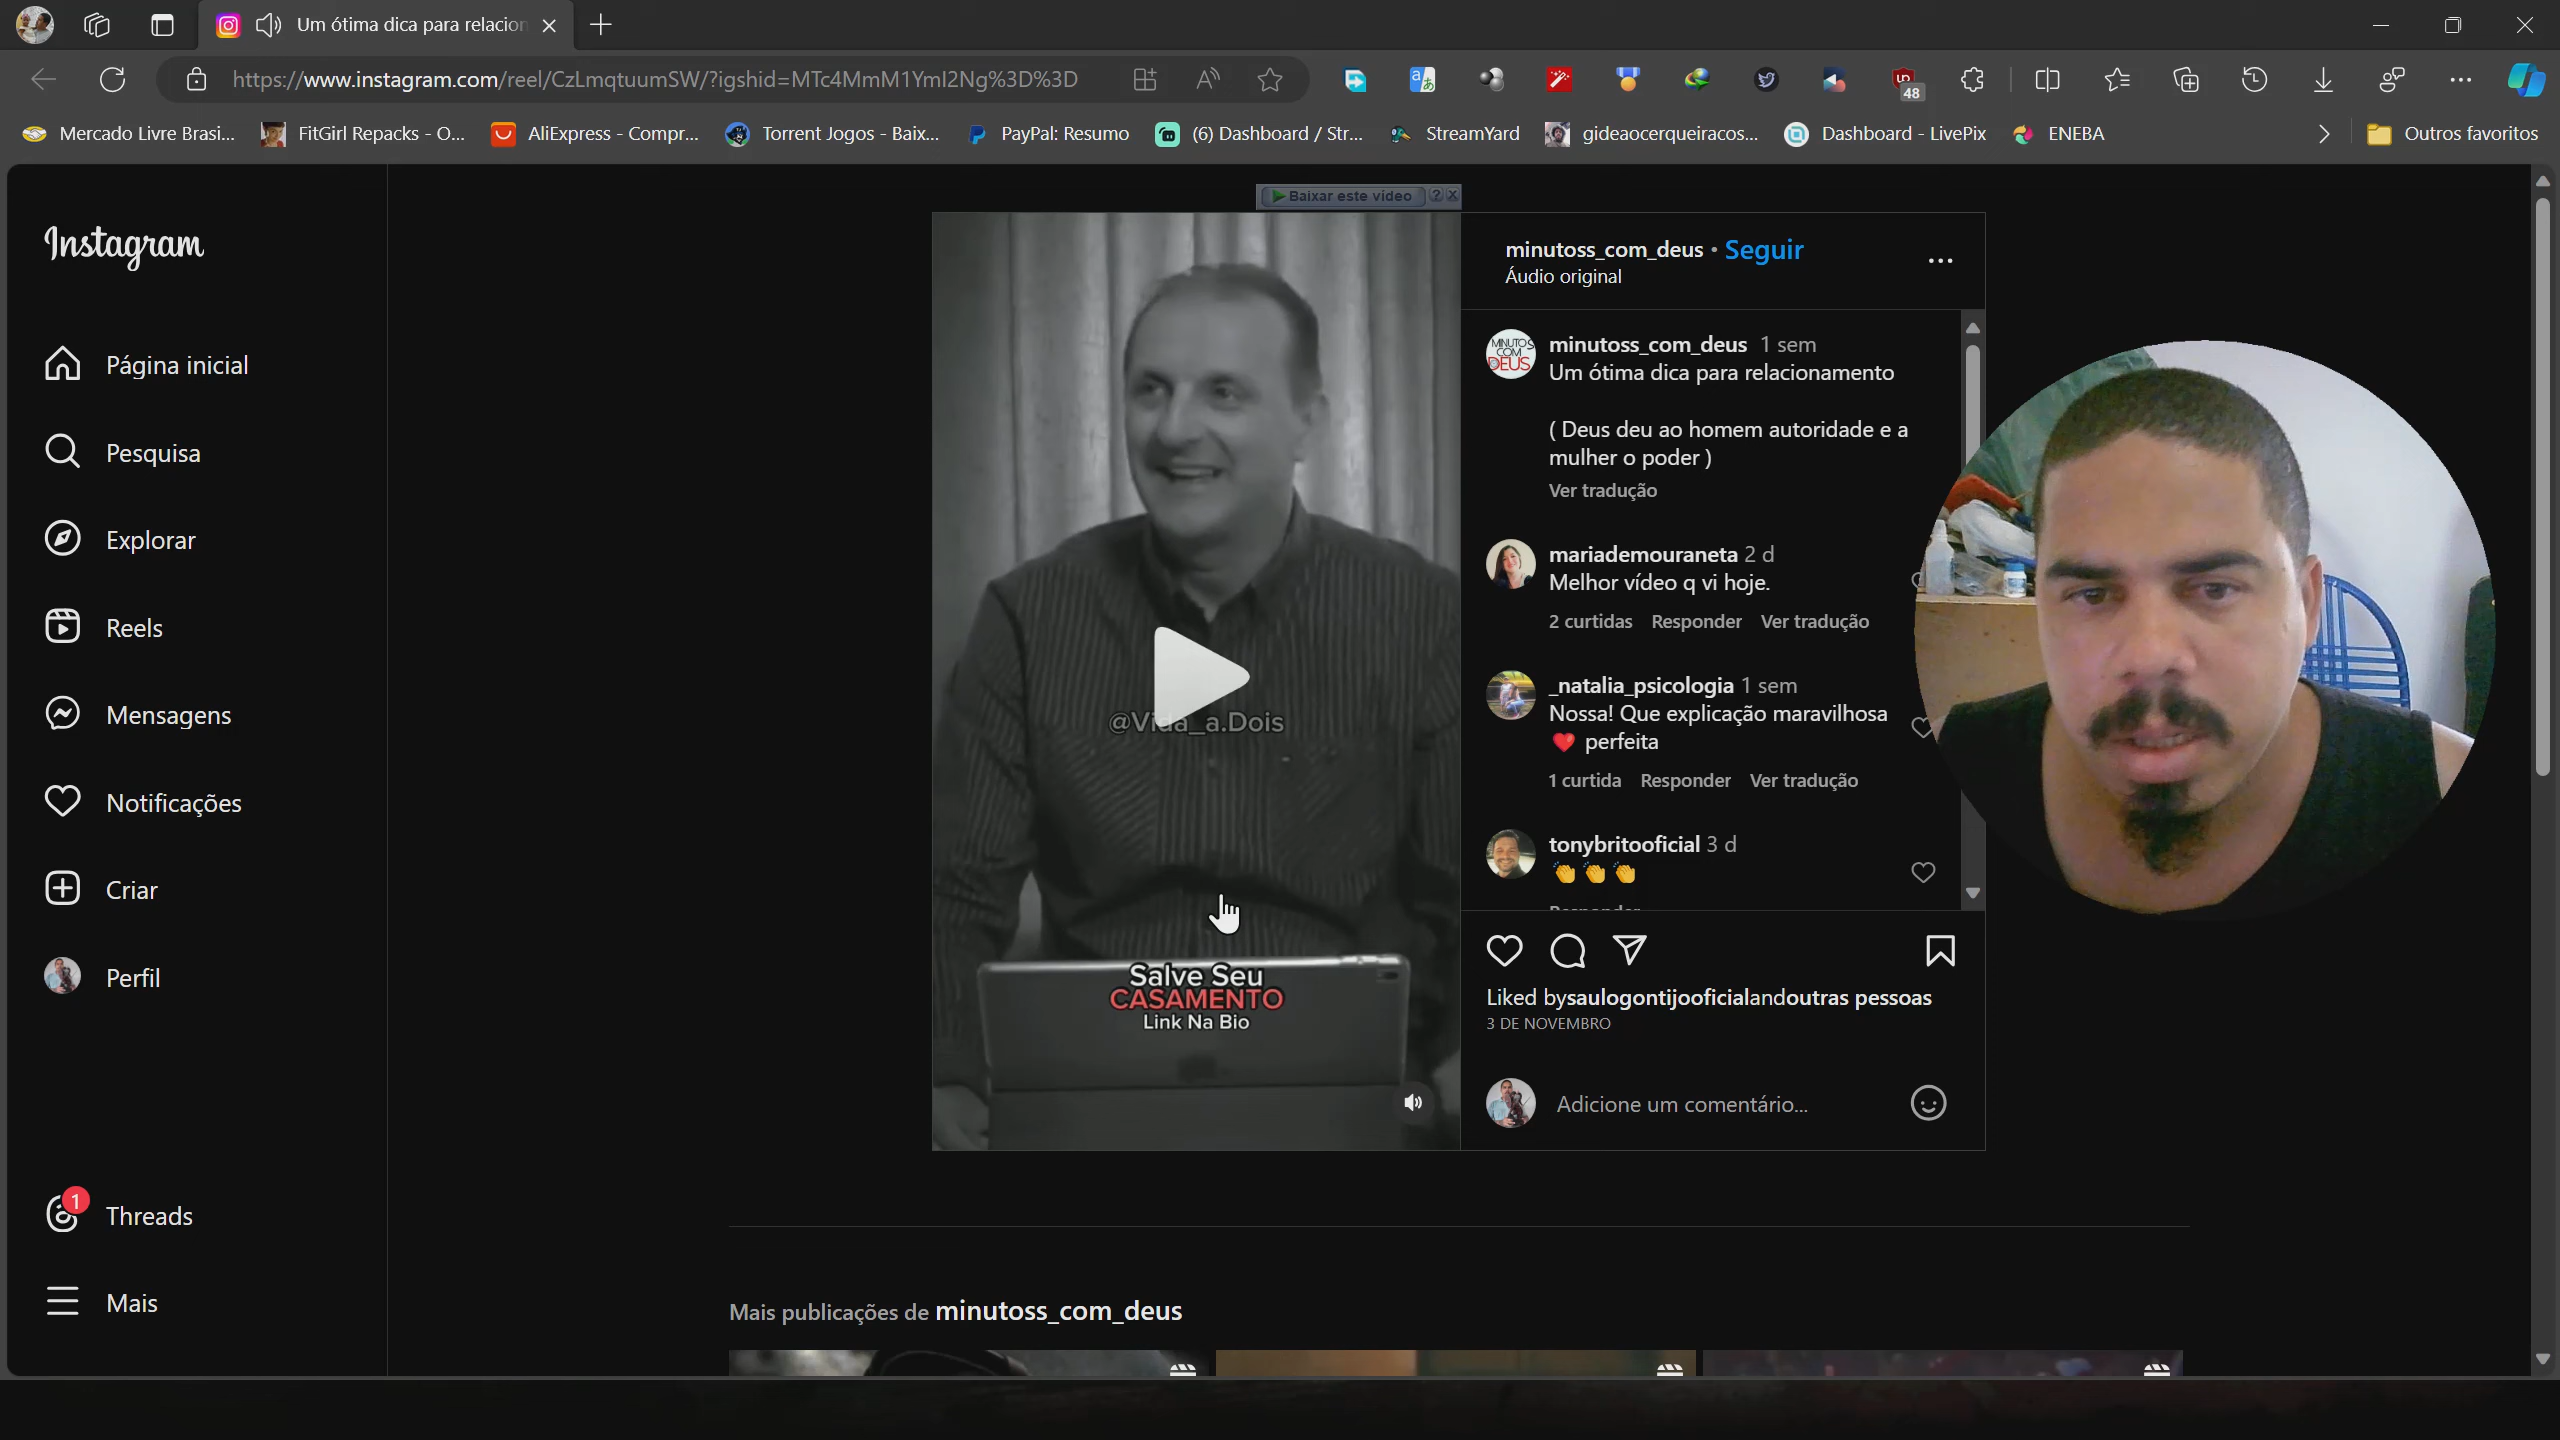 Um ótima dica para relacion
https://www.instagram.com/reel/CzLmqtuumSW/?igshid=MTc4MmM1YmI2Ng%3D%3D
48
Mercado Livre Brasi...
FitGirl Repacks - O...
AliExpress - Compr...
Torrent Jogos - Baix...
PayPal: Resumo
(6) Dashboard / Str...
StreamYard
gideaocerqueiracos...
Dashboard - LivePix
ENEBA
Outros favoritos
Instagram
Página inicial
Pesquisa
Explorar
Reels
Mensagens
Notificações
Criar
Perfil
1
Threads
Mais
Baixar este vídeo
@Vida_a.Dois
Salve Seu
CASAMENTO
Link Na Bio
minutoss_com_deus • Seguir
Áudio original
MINUTOS
COM
DEUS
minutoss_com_deus 1 sem
Um ótima dica para relacionamento
( Deus deu ao homem autoridade e a
mulher o poder )
Ver tradução
mariademouraneta 2 d
Melhor vídeo q vi hoje.
2 curtidas Responder Ver tradução
_natalia_psicologia 1 sem
Nossa! Que explicação maravilhosa
❤️ perfeita
1 curtida Responder Ver tradução
tonybritooficial 3 d
👏👏👏
Liked bysaulogontijooficialandoutras pessoas
3 DE NOVEMBRO
Adicione um comentário...
Mais publicações de minutoss_com_deus